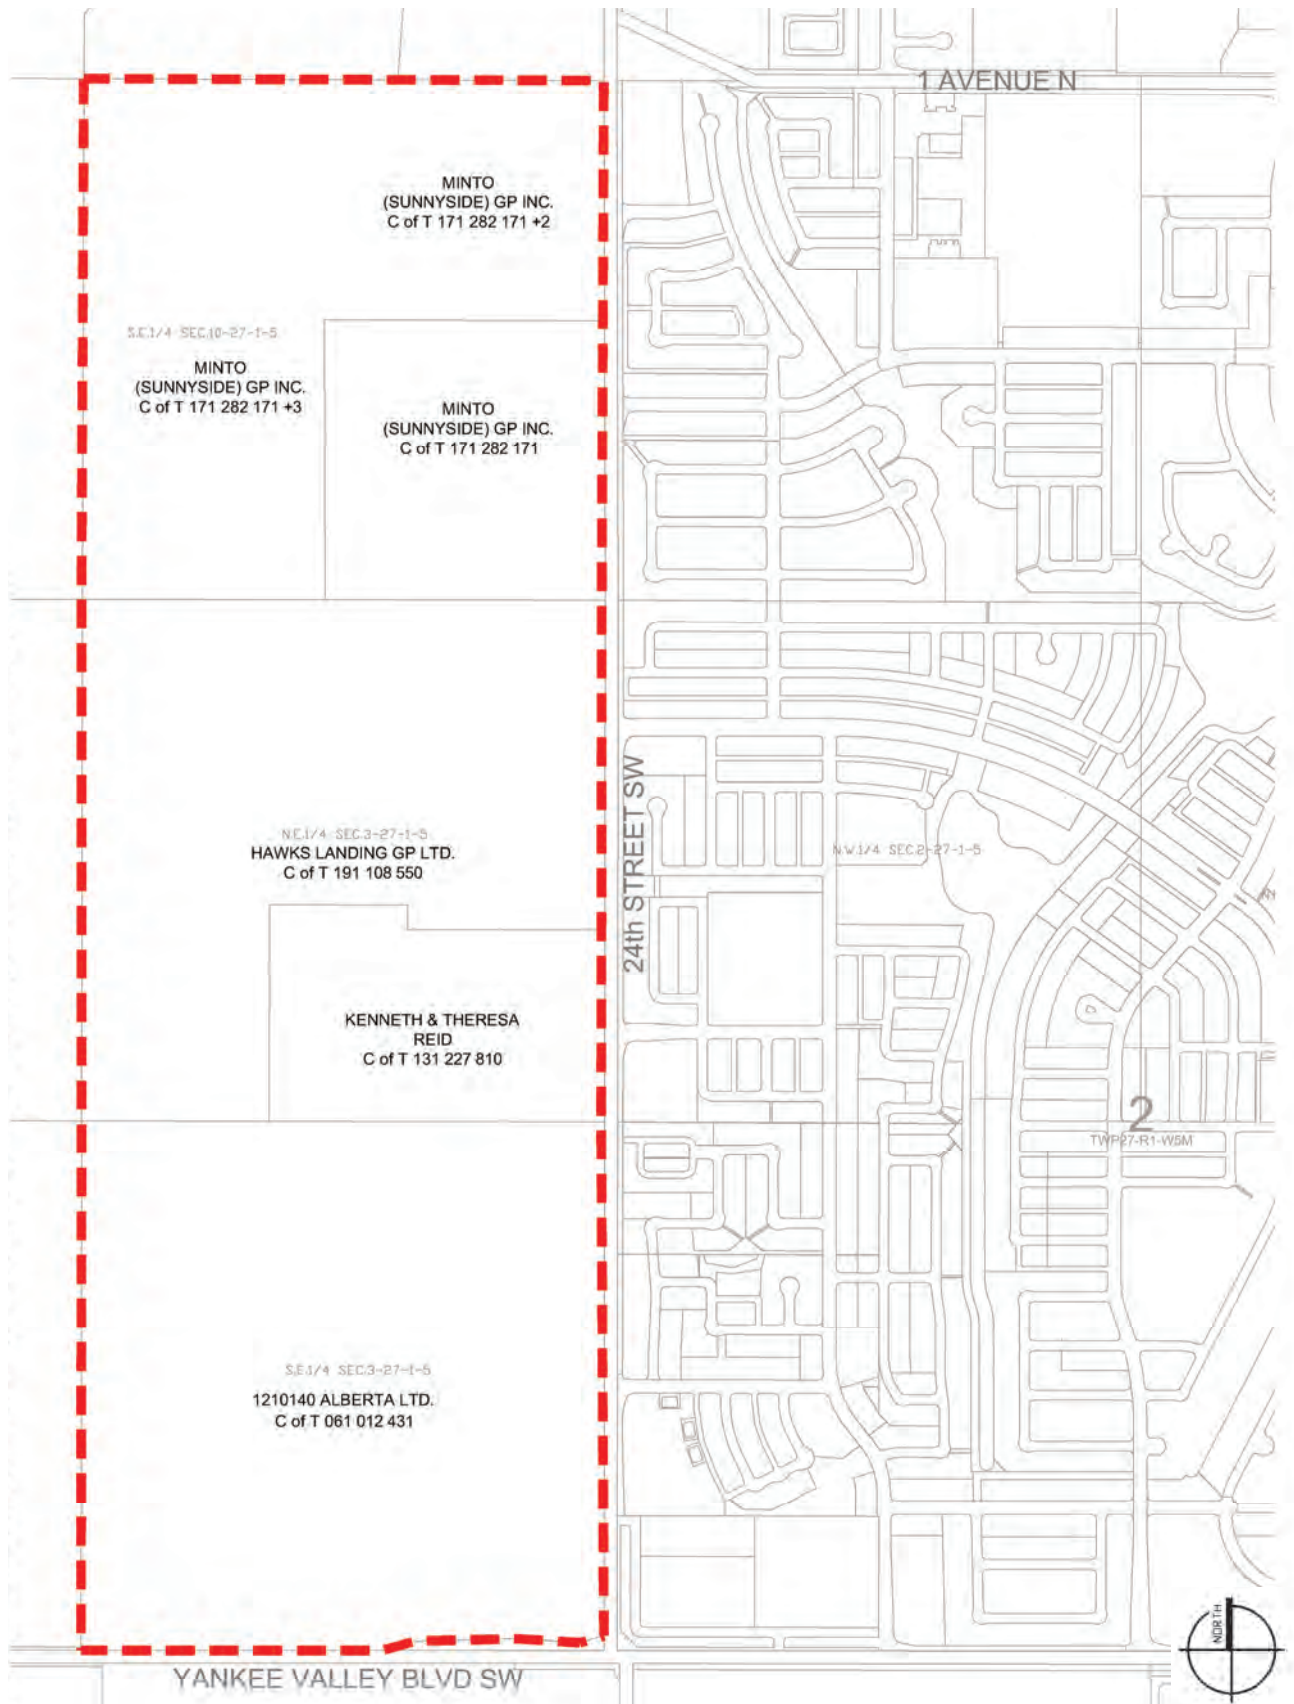 1 AVENUE N
MINTO
(SUNNYSIDE) GP INC.
C of T 171 282 171 +2
S.E.1/4 SEC.10-27-1-5
MINTO
(SUNNYSIDE) GP INC.
C of T 171 282 171 +3
MINTO
(SUNNYSIDE) GP INC.
C of T 171 282 171
24th STREET SW
N.E.1/4 SEC.3-27-1-5
HAWKS LANDING GP LTD.
C of T 191 108 550
N.W.1/4 SEC.2-27-1-5
KENNETH & THERESA
REID
C of T 131 227 810
2
TWP27-R1-W5M
S.E.1/4 SEC.3-27-1-5
1210140 ALBERTA LTD.
C of T 061 012 431
NORTH
YANKEE VALLEY BLVD SW